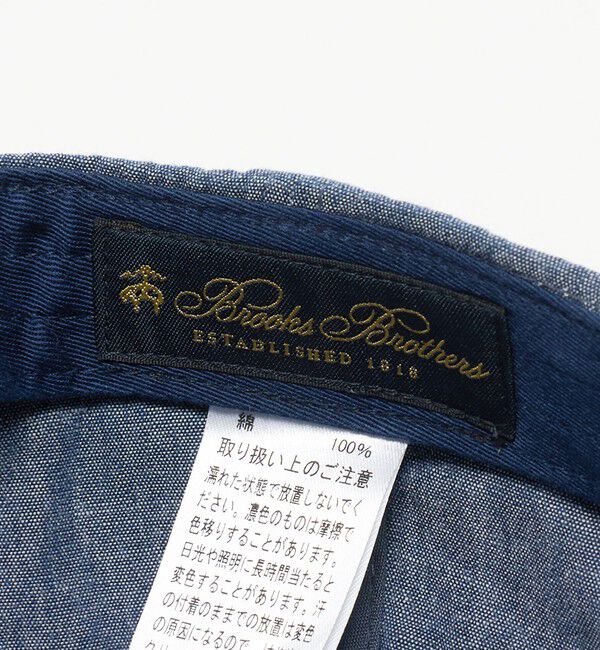 Brooks Brothers
ESTABLISHED 1818
綿 100%
取り扱い上のご注意
濡れた状態で放置しないでく
ださい。濃色のものは摩擦で
色移りすることがあります。
日光や照明に長時間当たると
変色することがあります。汗
の付着のままでの放置は変色
の原因になるので、は